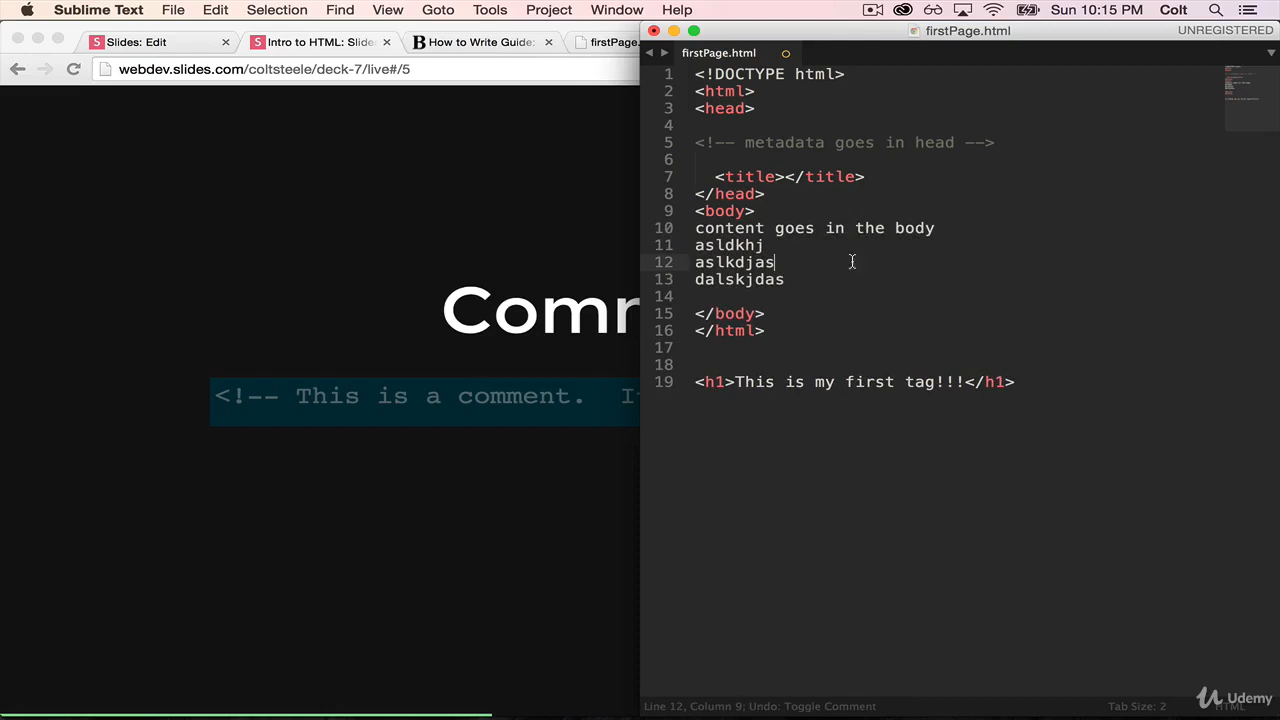 Sublime Text File Edit View Find View Goto Tools Project Window Help
Sun 10:15 PM Colt
Slides: Edit × Intro to HTML: Slide × How to Write Guide: × firstPage.
webdev.slides.com/coltsteele/deck-7/live#/5
Comm
<!-- This is a comment. I
firstPage.html
UNREGISTERED
firstPage.html
1 <!DOCTYPE html>
2 <html>
3 <head>
4
5 <!-- metadata goes in head -->
6
7 <title></title>
8 </head>
9 <body>
10 content goes in the body
11 asldkhj
12 aslkdjas
13 dalskjdas
14
15 </body>
16 </html>
17
18
19 <h1>This is my first tag!!!</h1>
Line 12, Column 9; Undo: Toggle Comment
Tab Size: 2
HTML
Udemy